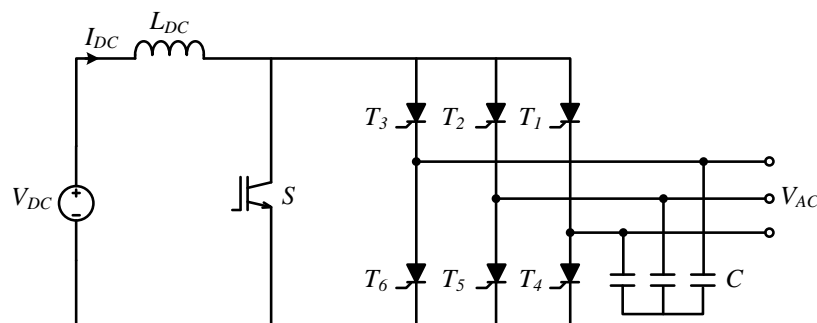 L_DC
I_DC
T_3 T_2 T_1
V_DC + - S V_AC
T_6 T_5 T_4 C